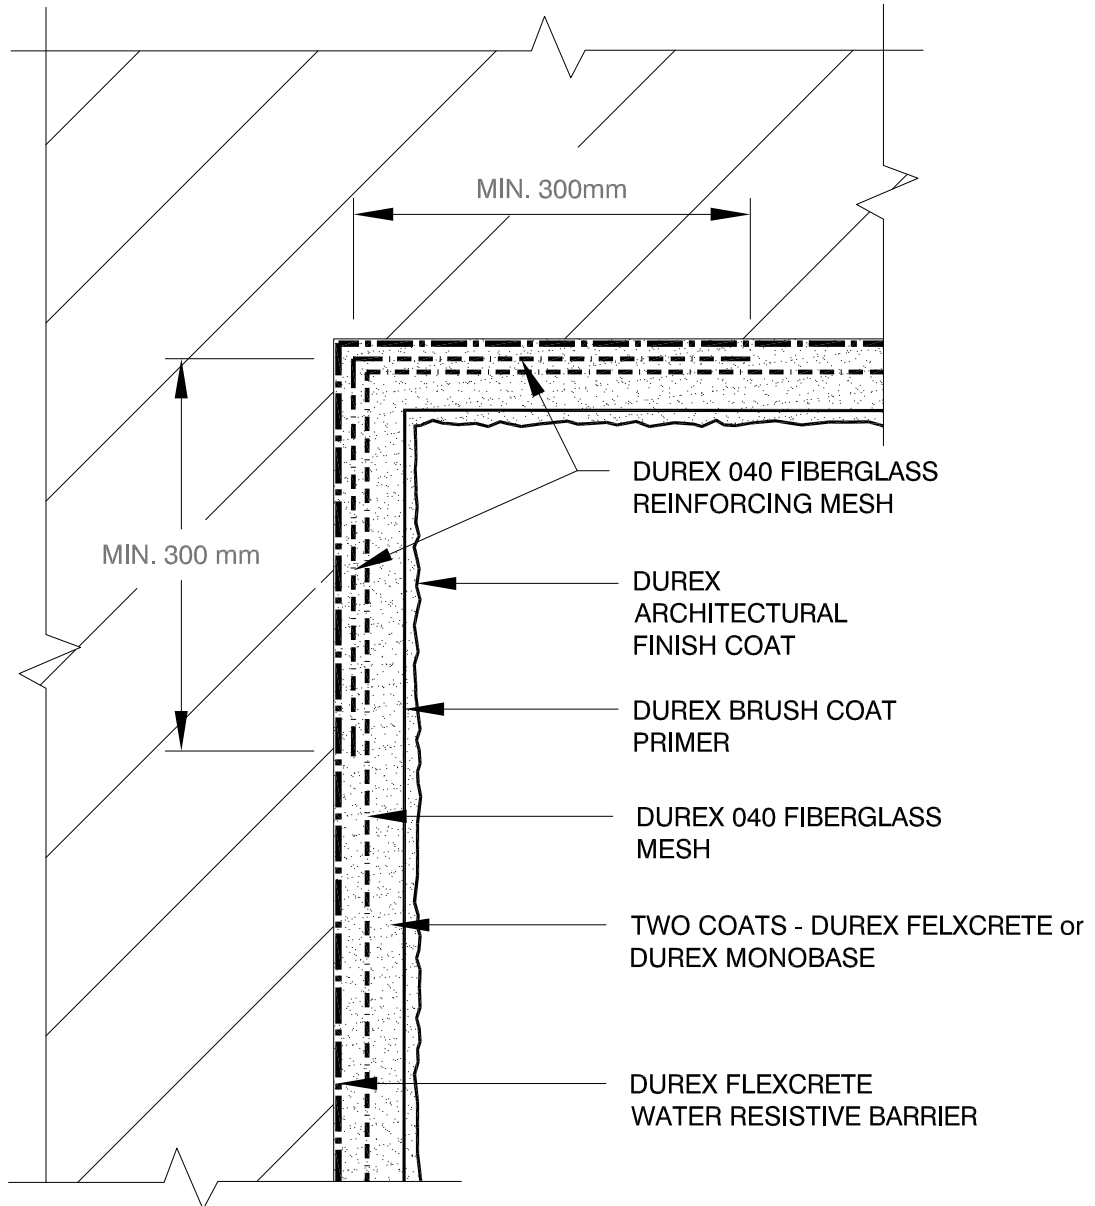 MIN. 300mm
DUREX 040 FIBERGLASS
REINFORCING MESH
MIN. 300 mm
DUREX
ARCHITECTURAL
FINISH COAT
DUREX BRUSH COAT
PRIMER
DUREX 040 FIBERGLASS
MESH
TWO COATS - DUREX FELXCRETE or
DUREX MONOBASE
DUREX FLEXCRETE
WATER RESISTIVE BARRIER